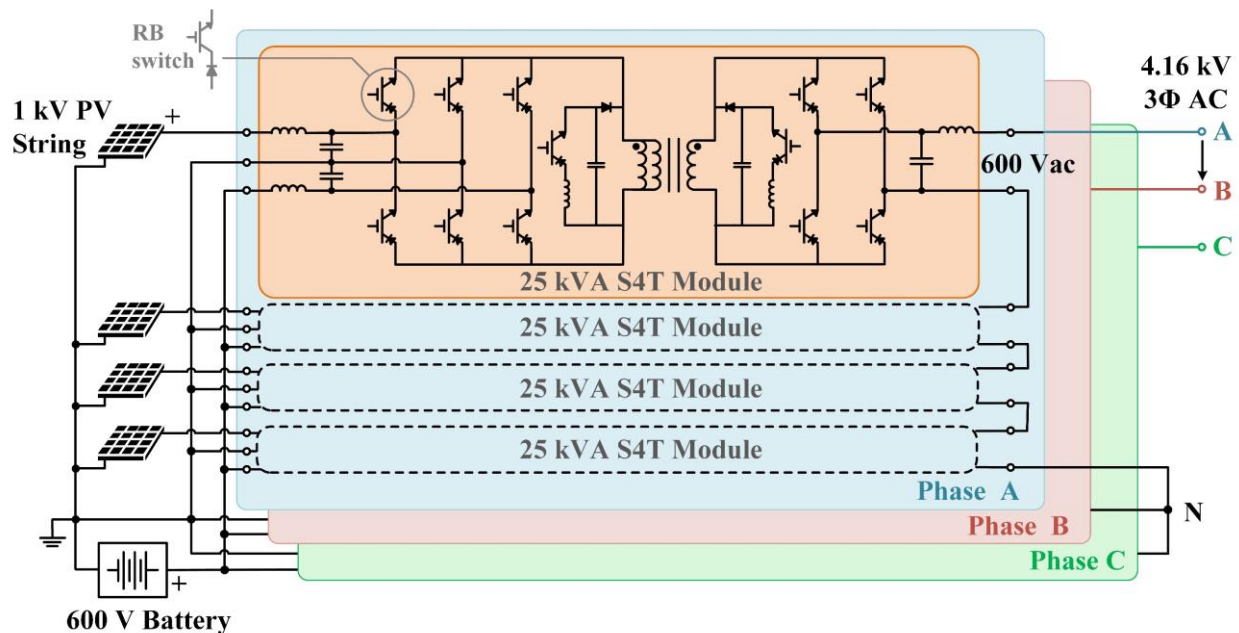 RB
switch
1 kV PV
String
+
4.16 kV
3Φ AC
A
600 Vac
B
C
25 kVA S4T Module
25 kVA S4T Module
25 kVA S4T Module
25 kVA S4T Module
Phase A
N
Phase B
Phase C
+
600 V Battery